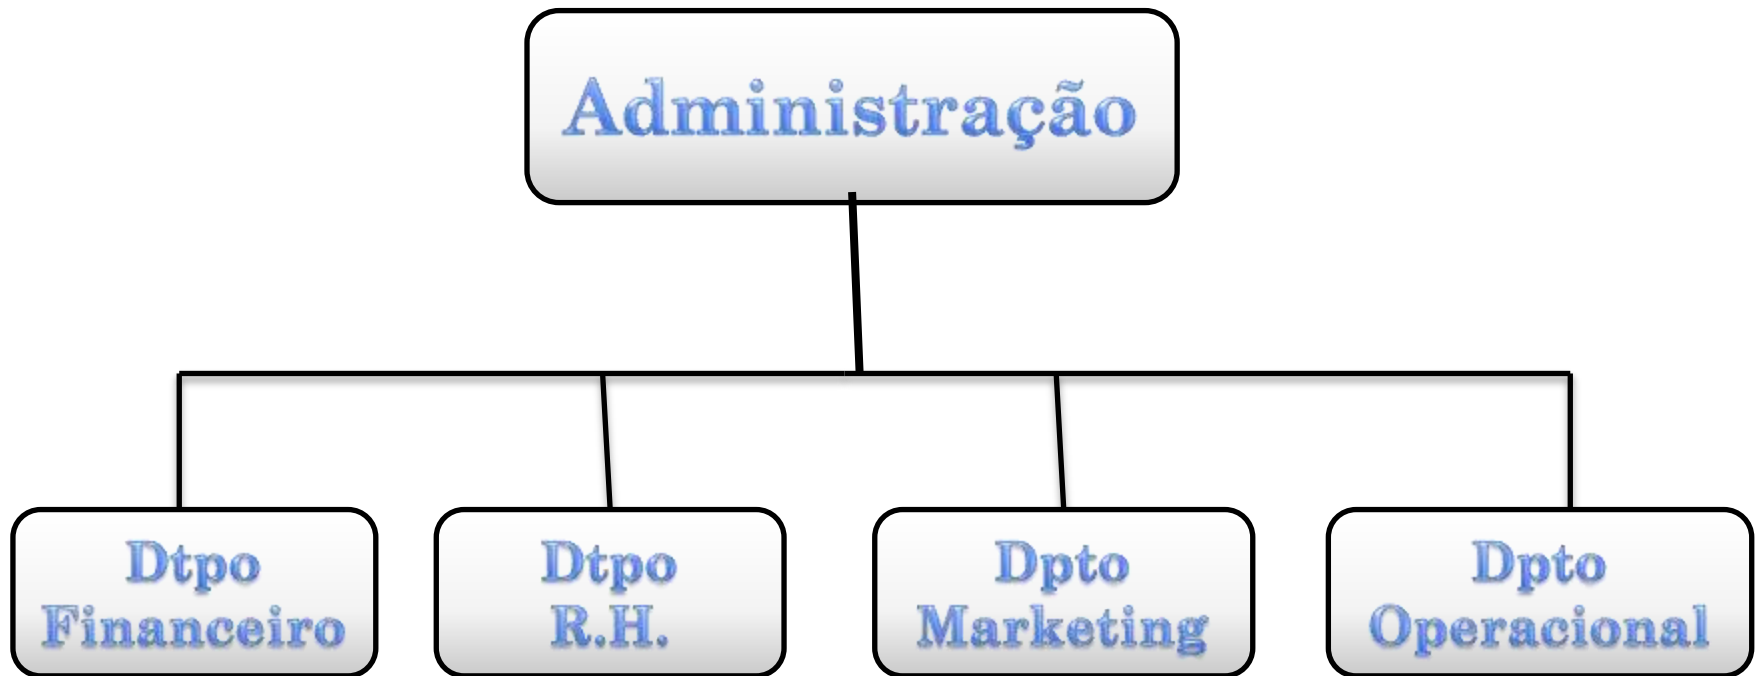 Administração
Dtpo
Financeiro
Dtpo
R.H.
Dpto
Marketing
Dpto
Operacional